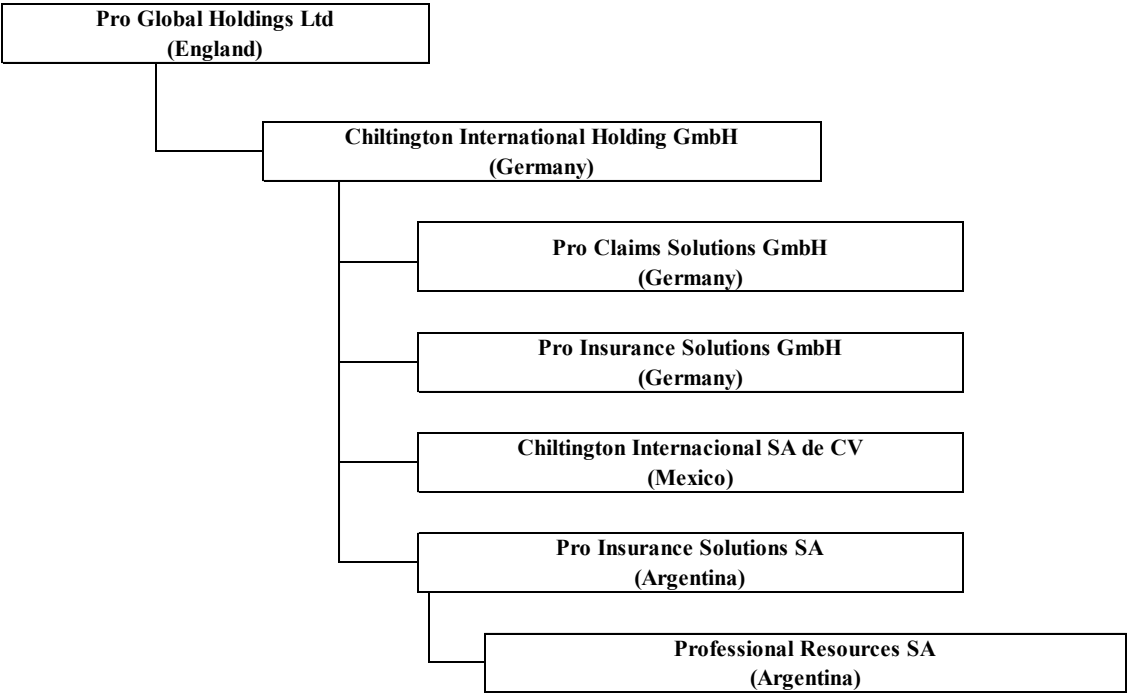 Pro Global Holdings Ltd
(England)
Chiltington International Holding GmbH
(Germany)
Pro Claims Solutions GmbH
(Germany)
Pro Insurance Solutions GmbH
(Germany)
Chiltington Internacional SA de CV
(Mexico)
Pro Insurance Solutions SA
(Argentina)
Professional Resources SA
(Argentina)